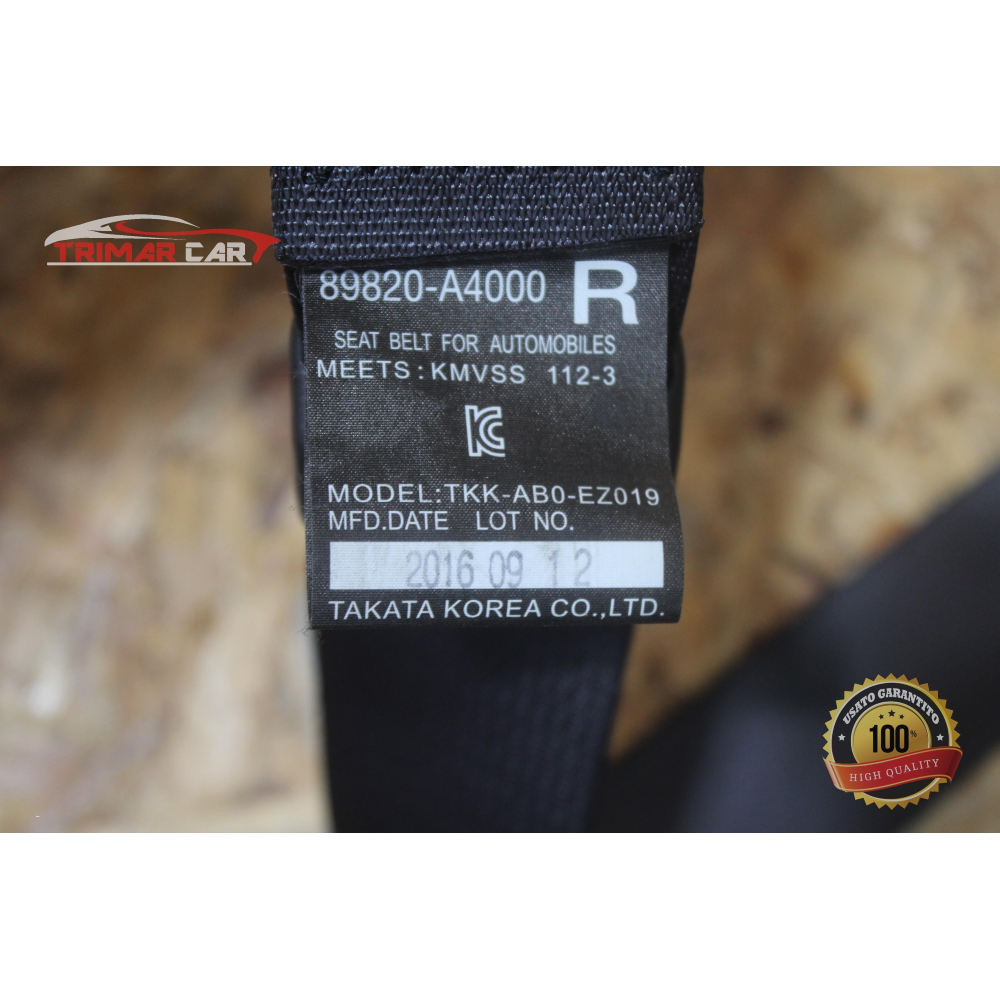 TRIMAR CAR
89820-A4000 R
SEAT BELT FOR AUTOMOBILES
MEETS : KMVSS 112-3
KC
MODEL:TKK-AB0-EZ019
MFD.DATE LOT NO.
2016 09 12
TAKATA KOREA CO.,LTD.
USATO GARANTITO
100%
HIGH QUALITY